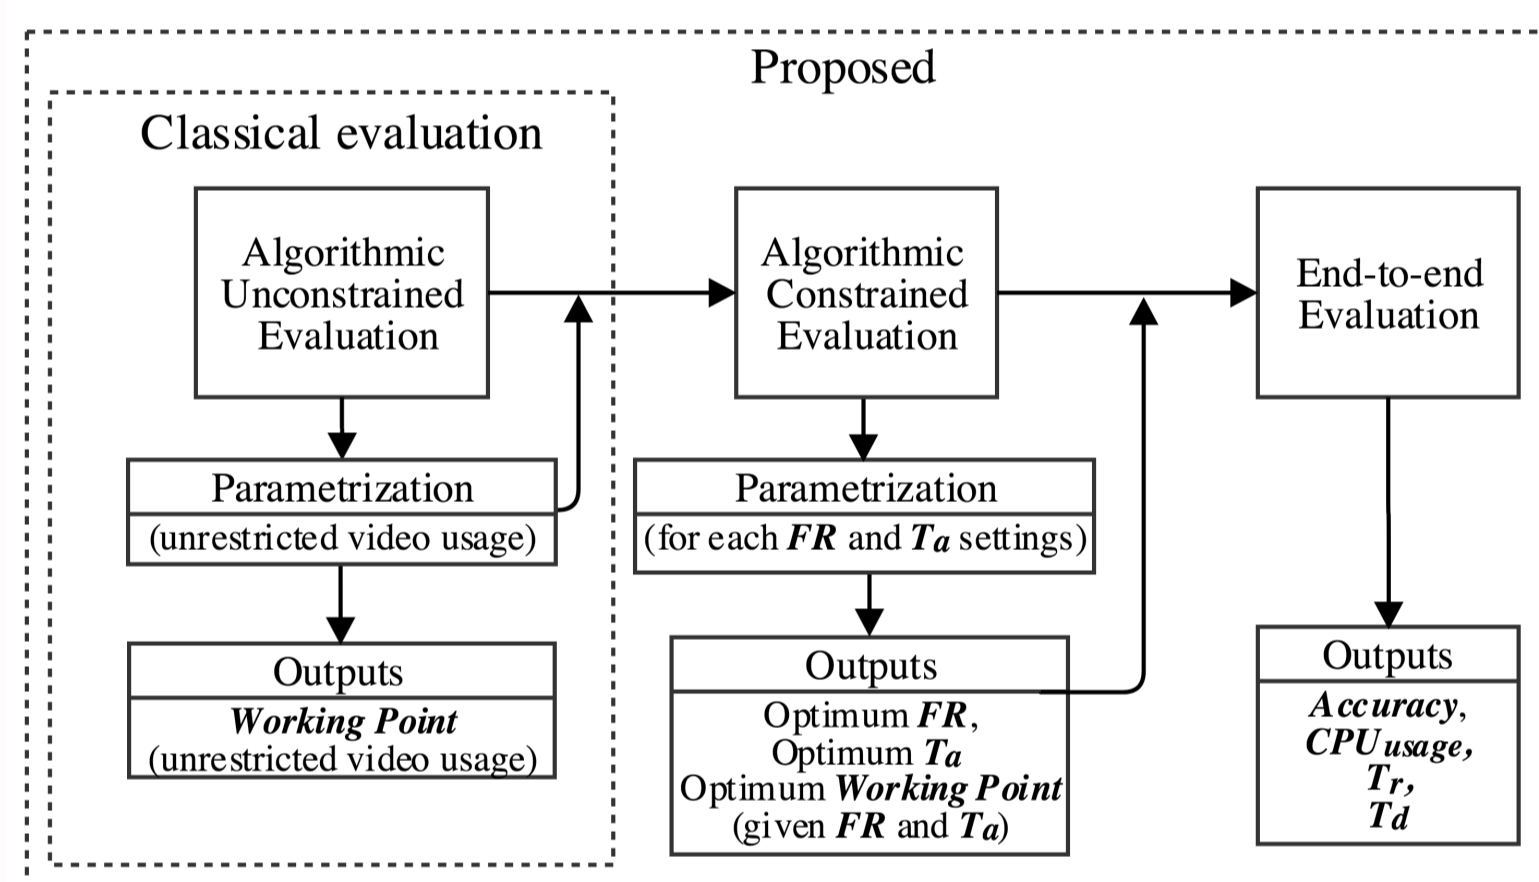 Proposed
Classical evaluation
Algorithmic
Unconstrained
Evaluation
Parametrization
(unrestricted video usage)
Outputs
Working Point
(unrestricted video usage)
Algorithmic
Constrained
Evaluation
Parametrization
(for each FR and Ta settings)
Outputs
Optimum FR,
Optimum Ta
Optimum Working Point
(given FR and Ta)
End-to-end
Evaluation
Outputs
Accuracy,
CPU usage,
Tr,
Td